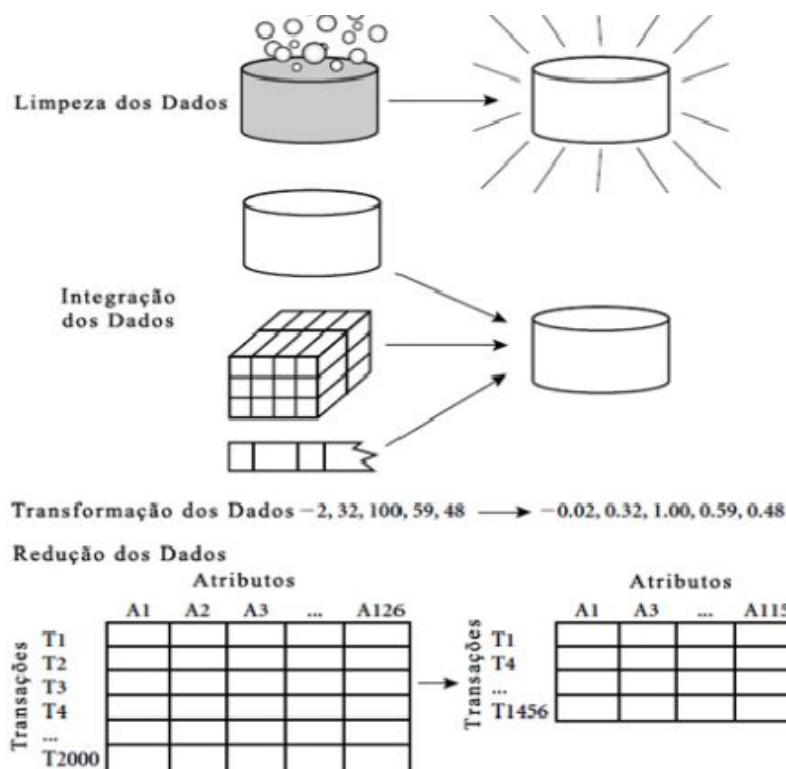 Limpeza dos Dados
Integração
dos Dados
Transformação dos Dados −2, 32, 100, 59, 48 −0.02, 0.32, 1.00, 0.59, 0.48
Redução dos Dados
Atributos
A1 A2 A3 ... A126
Transações
T1
T2
T3
T4
...
T2000
Atributos
A1 A3 ... A115
Transações
T1
T4
...
T1456